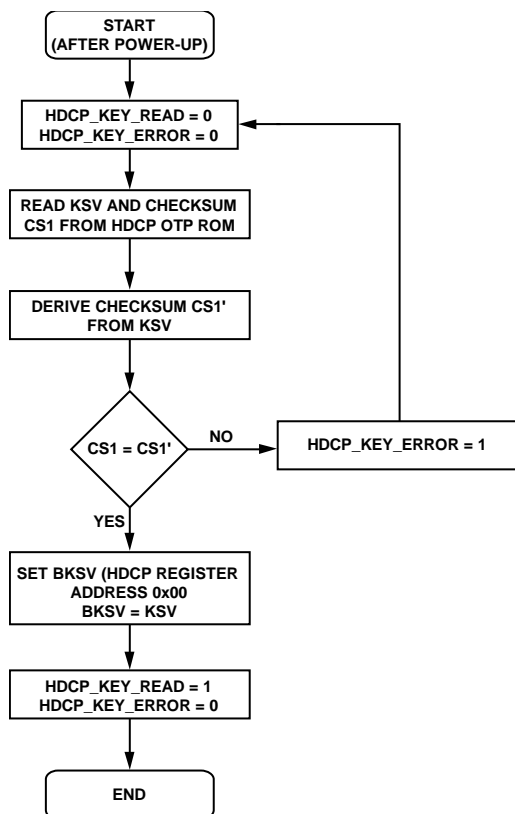 START
(AFTER POWER-UP)
HDCP_KEY_READ = 0
HDCP_KEY_ERROR = 0
READ KSV AND CHECKSUM
CS1 FROM HDCP OTP ROM
DERIVE CHECKSUM CS1'
FROM KSV
CS1 = CS1'
NO
HDCP_KEY_ERROR = 1
YES
SET BKSV (HDCP REGISTER
ADDRESS 0x00
BKSV = KSV
HDCP_KEY_READ = 1
HDCP_KEY_ERROR = 0
END